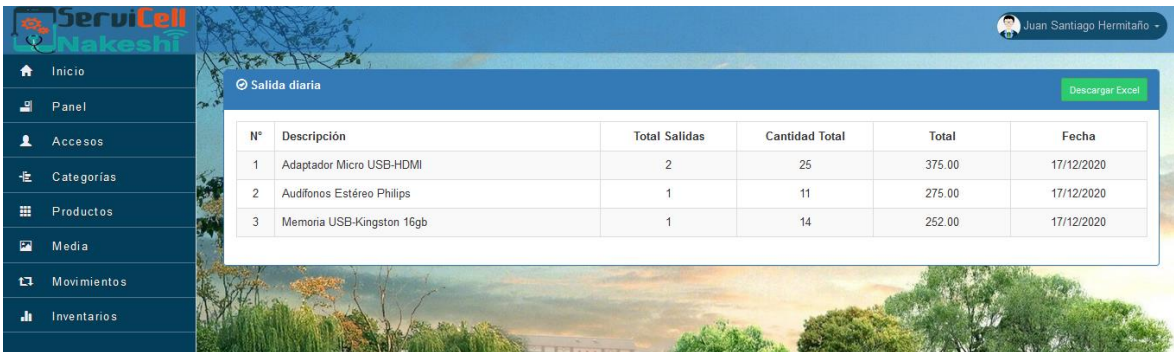 ServiCell
Nakeshi
Juan Santiago Hermitaño
Inicio
Panel
Accesos
Categorías
Productos
Media
Movimientos
Inventarios
Salida diaria
Descargar Excel
N° Descripción Total Salidas Cantidad Total Total Fecha
1 Adaptador Micro USB-HDMI 2 25 375.00 17/12/2020
2 Audífonos Estéreo Philips 1 11 275.00 17/12/2020
3 Memoria USB-Kingston 16gb 1 14 252.00 17/12/2020